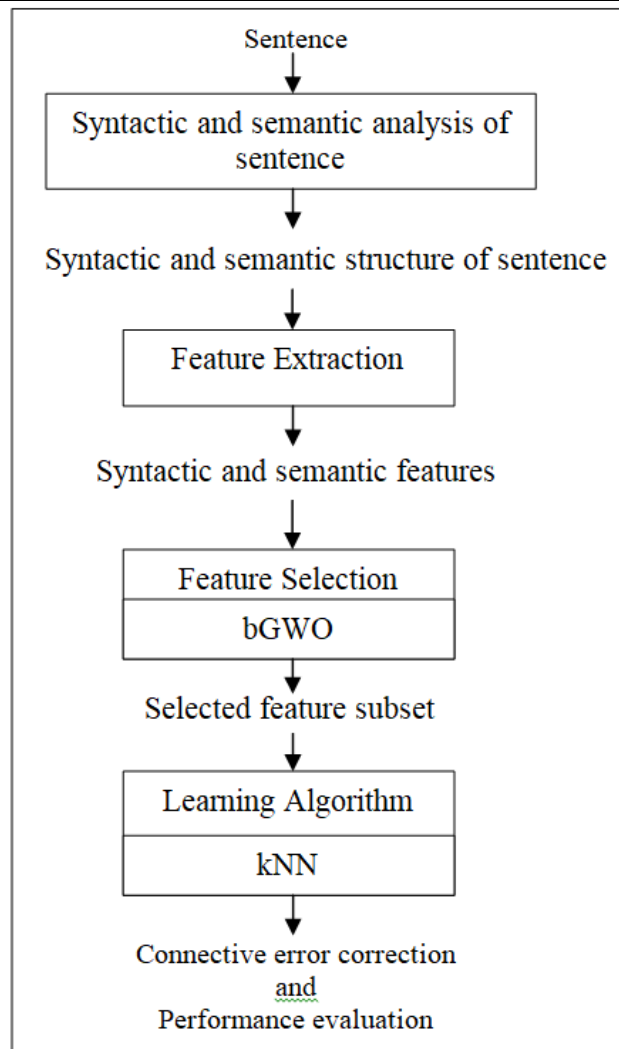 Sentence
Syntactic and semantic analysis of
sentence
Syntactic and semantic structure of sentence
Feature Extraction
Syntactic and semantic features
Feature Selection
bGWO
Selected feature subset
Learning Algorithm
kNN
Connective error correction
and
Performance evaluation